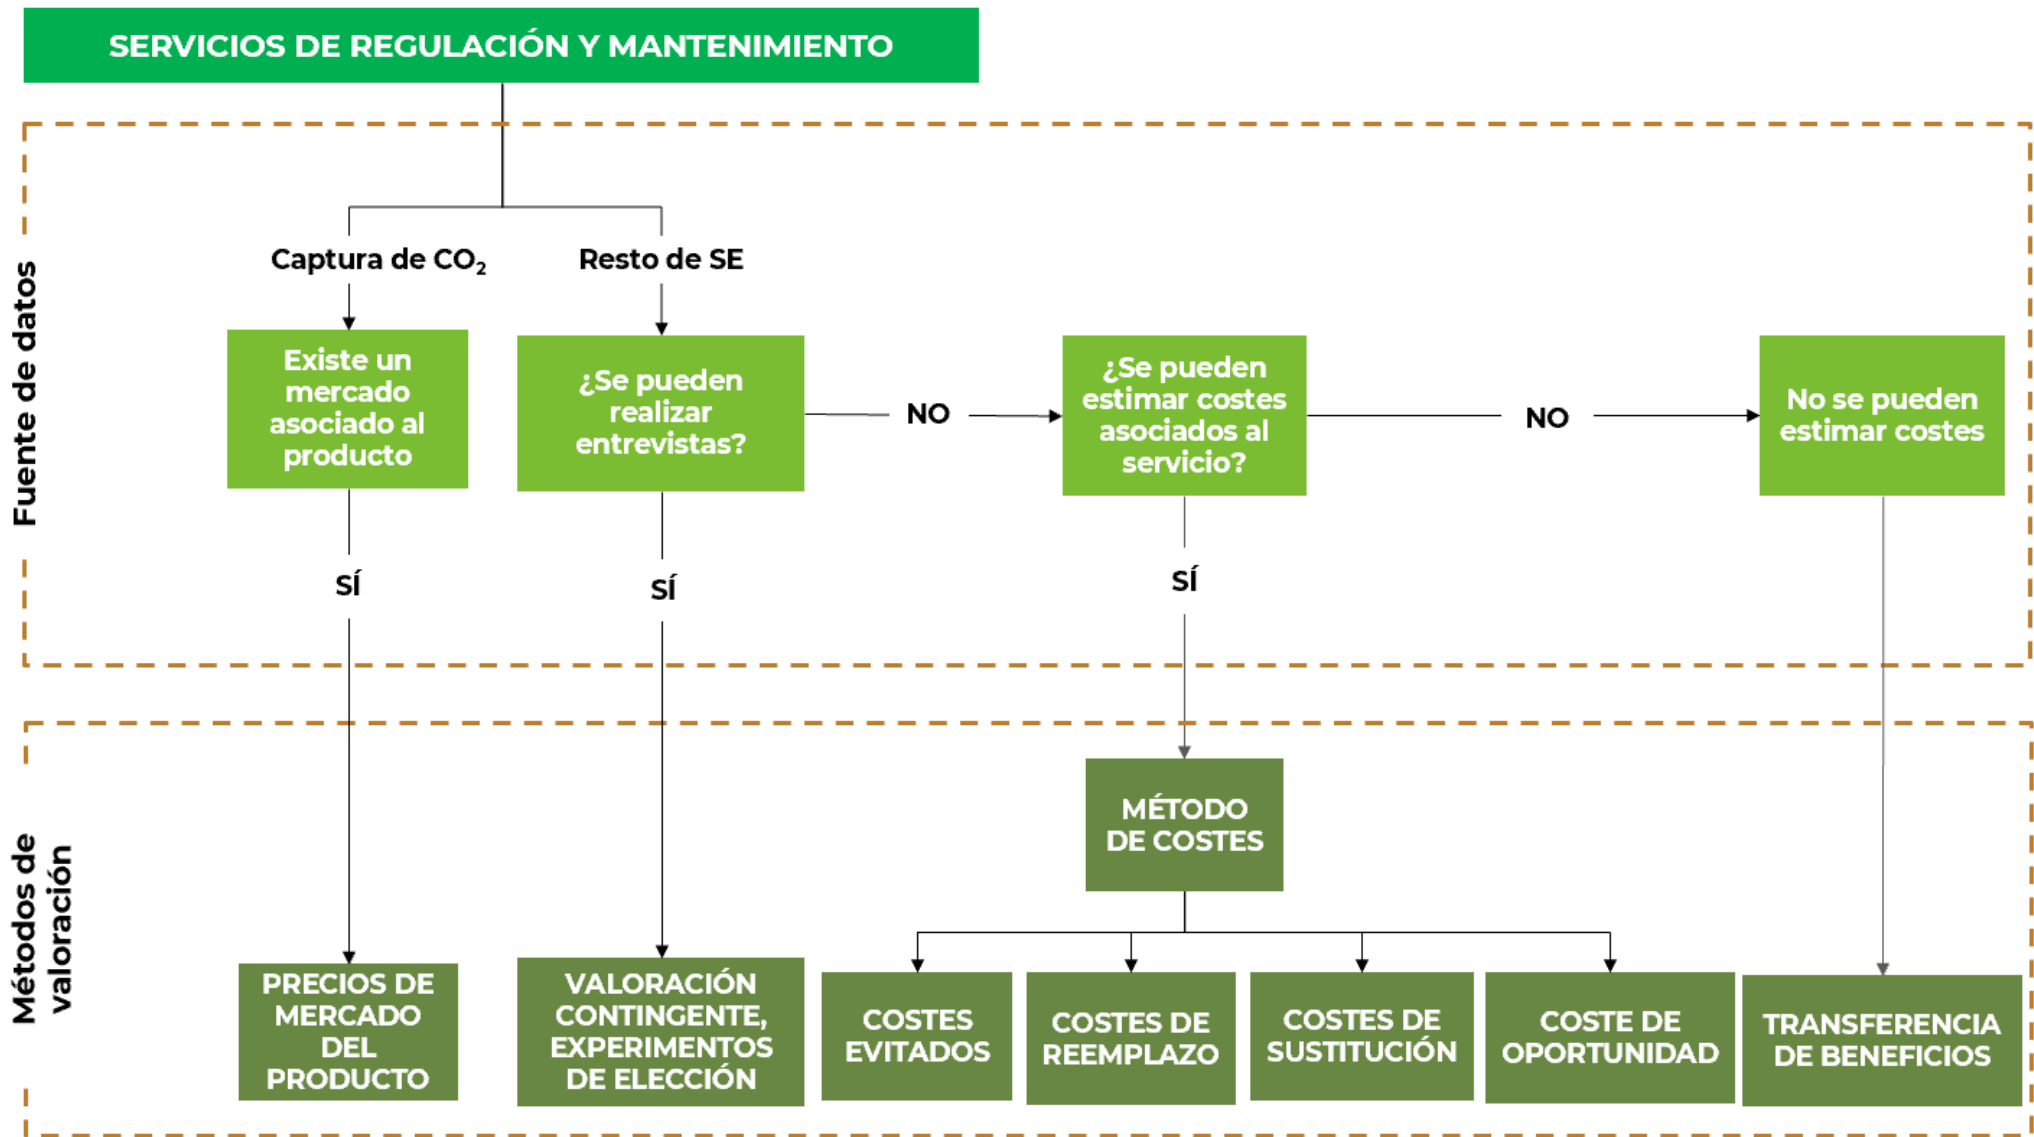 SERVICIOS DE REGULACIÓN Y MANTENIMIENTO
Fuente de datos
Captura de CO₂
Resto de SE
Existe un
mercado
asociado al
producto
¿Se pueden
realizar
entrevistas?
NO
¿Se pueden
estimar costes
asociados al
servicio?
NO
No se pueden
estimar costes
SÍ
SÍ
SÍ
Métodos de
valoración
MÉTODO
DE COSTES
PRECIOS DE
MERCADO
DEL
PRODUCTO
VALORACIÓN
CONTINGENTE,
EXPERIMENTOS
DE ELECCIÓN
COSTES
EVITADOS
COSTES DE
REEMPLAZO
COSTES DE
SUSTITUCIÓN
COSTE DE
OPORTUNIDAD
TRANSFERENCIA
DE BENEFICIOS